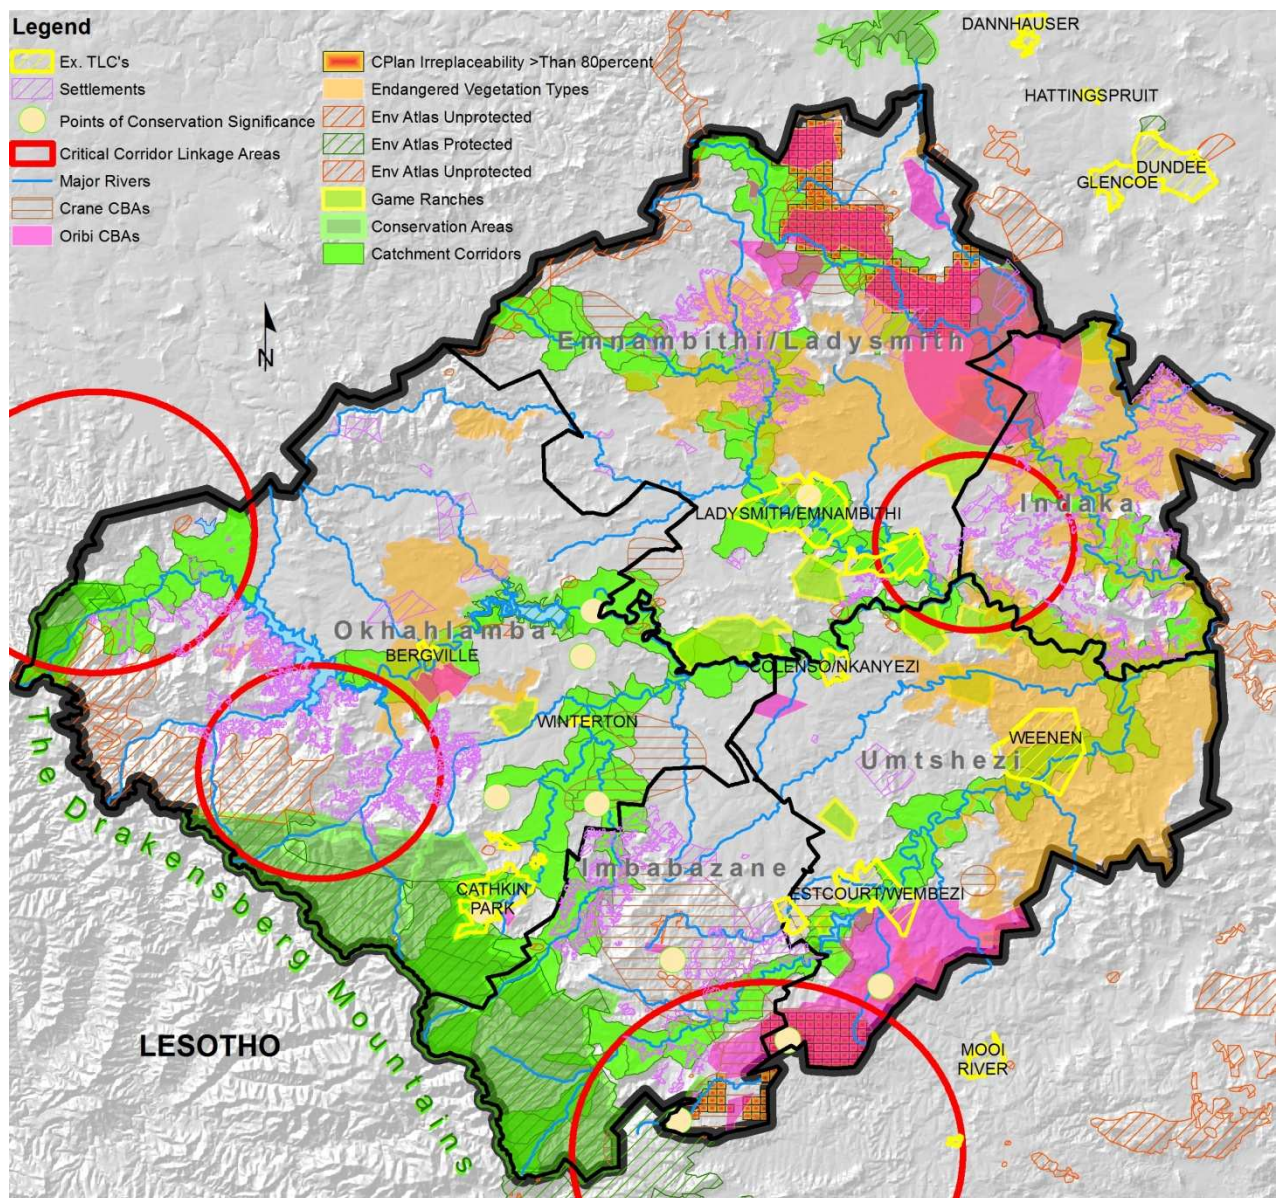 Legend
Ex. TLC's
Settlements
Points of Conservation Significance
Critical Corridor Linkage Areas
Major Rivers
Crane CBAs
Oribi CBAs
CPlan Irreplaceability >Than 80percent
Endangered Vegetation Types
Env Atlas Unprotected
Env Atlas Protected
Env Atlas Unprotected
Game Ranches
Conservation Areas
Catchment Corridors
N
DANNHAUSER
HATTINGSPRUIT
DUNDEE
GLENCOE
Emnambithi/Ladysmith
LADYSMITH/EMNAMBITHI
Indaka
Okhahlamba
BERGVILLE
COLENSO/NKANYEZI
WINTERTON
WEENEN
Umtshezi
Imbabazane
CATHKIN
PARK
ESTCOURT/WEMBEZI
The Drakensberg Mountains
LESOTHO
MOOI
RIVER